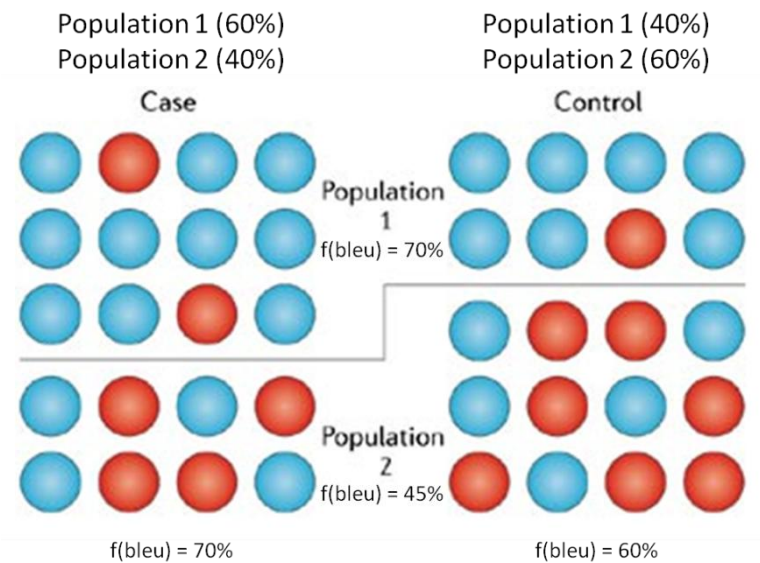 Population 1 (60%)
Population 2 (40%)
Population 1 (40%)
Population 2 (60%)
Case
Control
Population
1
f(bleu) = 70%
Population
2
f(bleu) = 45%
f(bleu) = 70%
f(bleu) = 60%